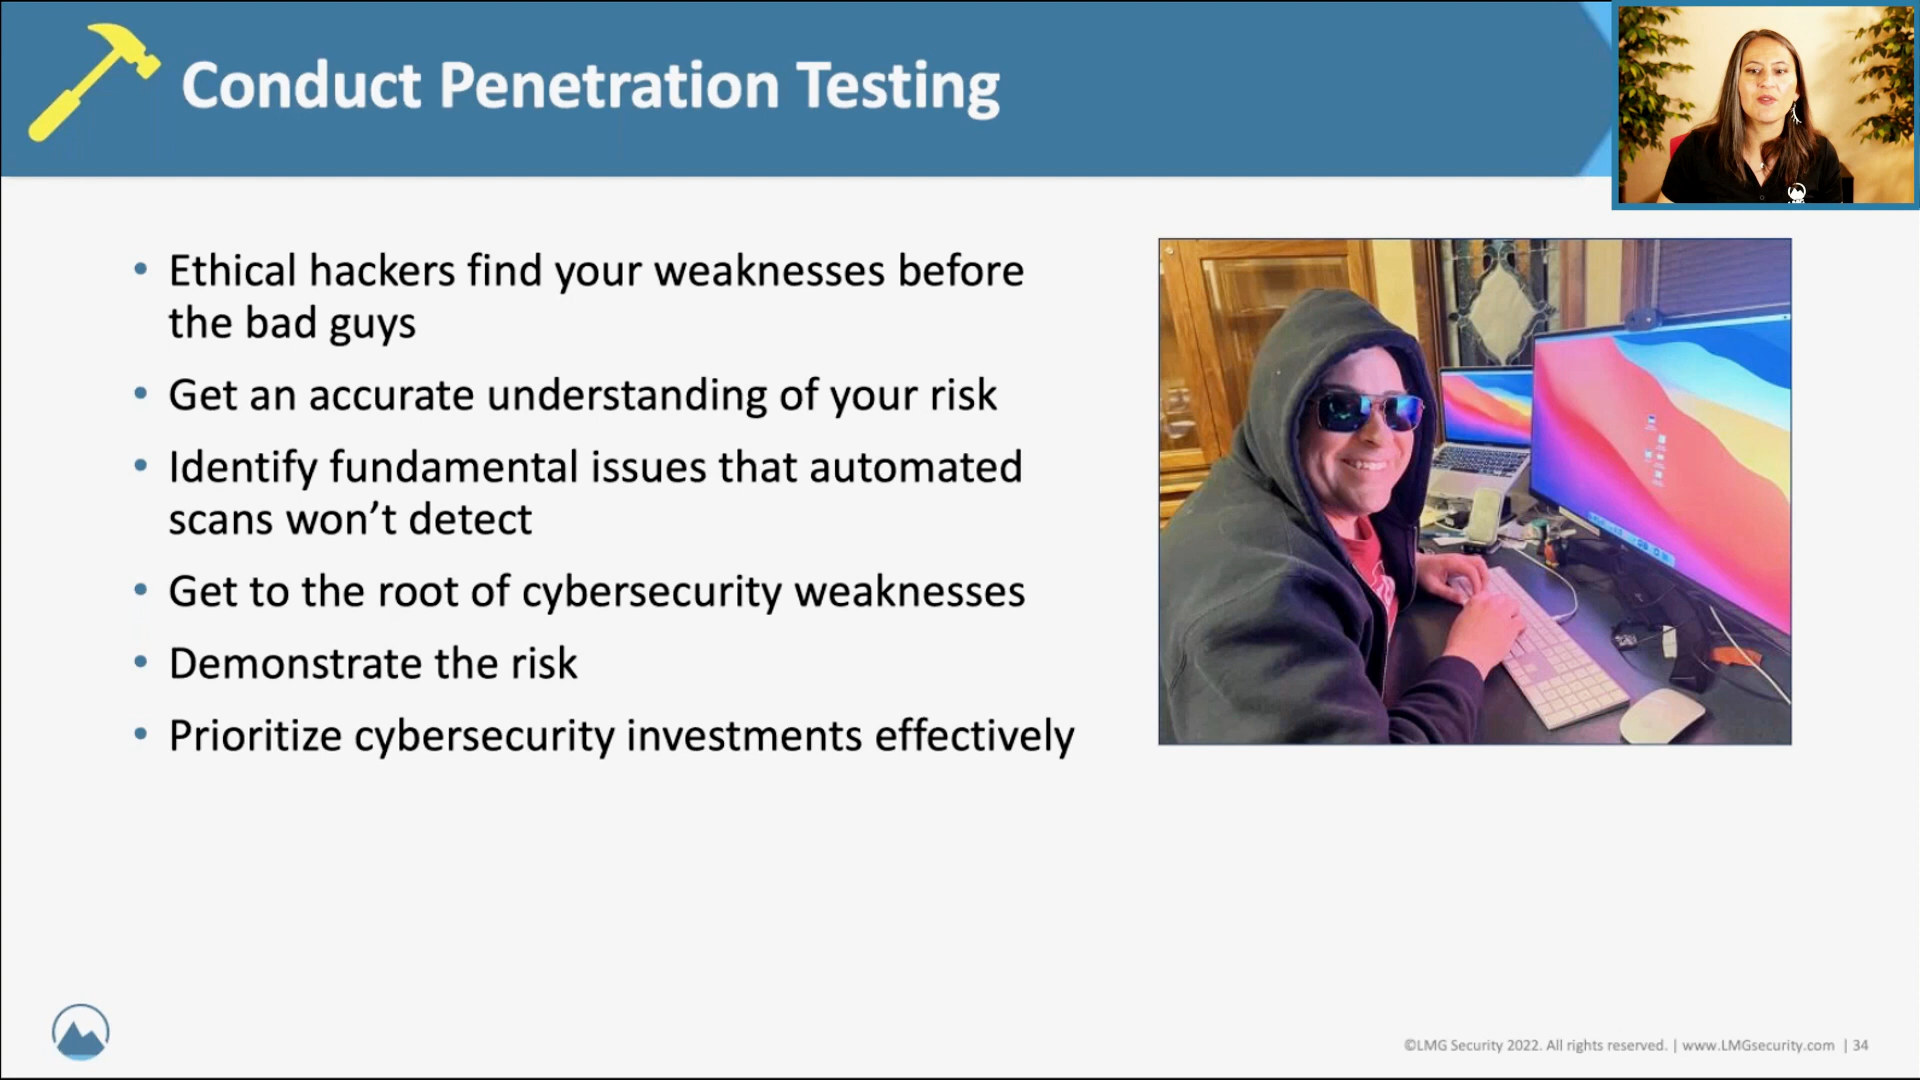 Conduct Penetration Testing
• Ethical hackers find your weaknesses before
the bad guys
• Get an accurate understanding of your risk
• Identify fundamental issues that automated
scans won’t detect
• Get to the root of cybersecurity weaknesses
• Demonstrate the risk
• Prioritize cybersecurity investments effectively
©LMG Security 2022. All rights reserved. | www.LMGsecurity.com | 34